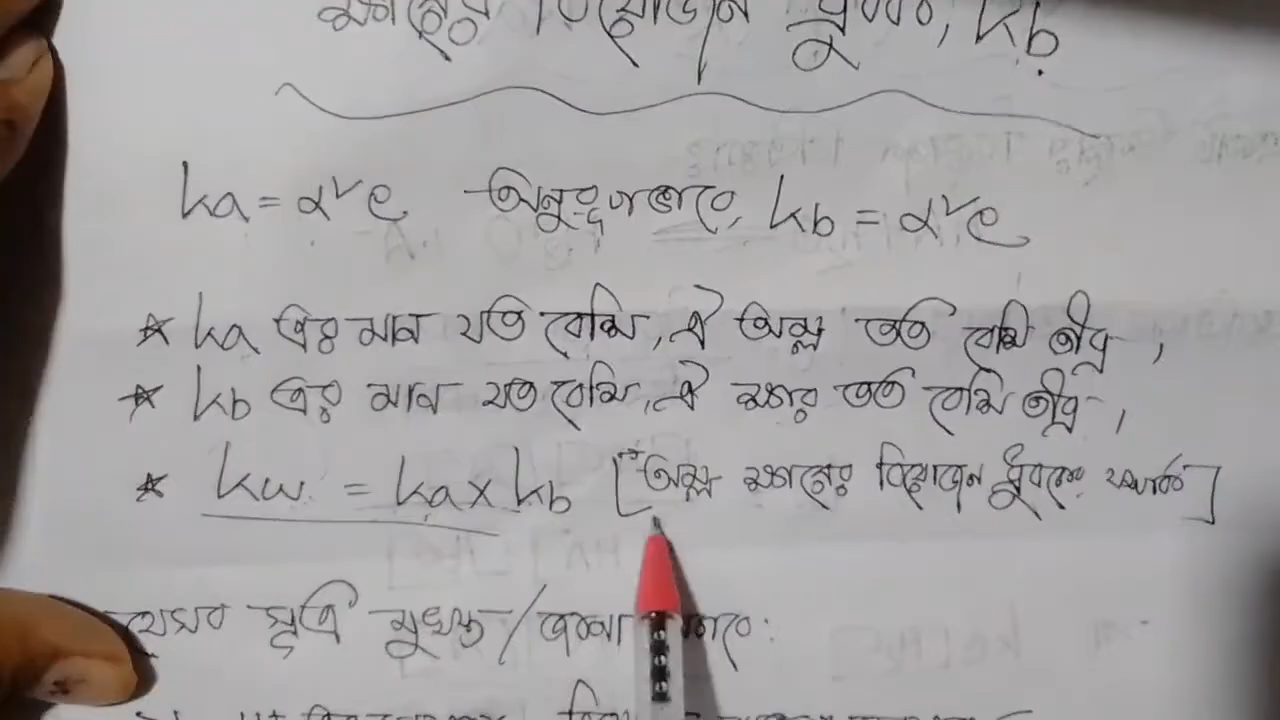 ক্ষারের বিয়োজন ধ্রুবক, kb
ka = α²c অনুরূপভাবে, kb = α²c
* ka এর মান যত বেশি, ঐ অম্ল তত বেশি তীব্র,
* kb এর মান যত বেশি, ঐ ক্ষার তত বেশি তীব্র,
* kw = ka x kb [অম্ল ক্ষারের বিয়োজন ধ্রুবকের সম্পর্ক]
যেসব সূত্র মুখস্ত / জানা